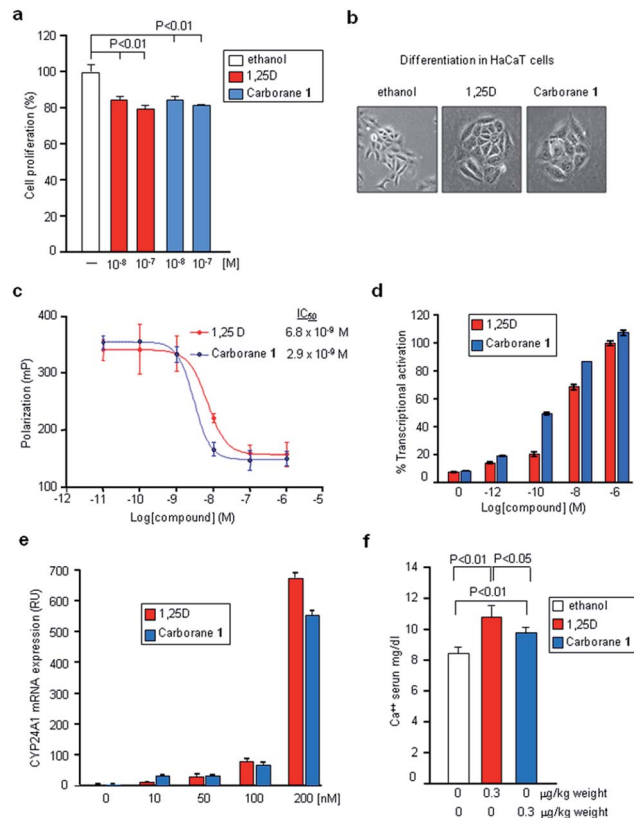 a
P<0.01
P<0.01
ethanol
1,25D
Carborane 1
Cell proliferation (%)
120
100
80
60
40
20
0
— 10-8 10-7 10-8 10-7 [M]
b
Differentiation in HaCaT cells
ethanol 1,25D Carborane 1
c
IC50
1,25 D 6.8 x 10-9 M
Carborane 1 2.9 x 10-9 M
Polarization (mP)
400
300
200
100
-12 -11 -10 -9 -8 -7 -6 -5
Log[compound] (M)
d
1,25D
Carborane 1
% Transcriptional activation
120
100
80
60
40
20
0
0 -12 -10 -8 -6
Log[compound] (M)
e
1,25D
Carborane 1
CYP24A1 mRNA expression (RU)
700
600
500
400
300
200
100
0
0 10 50 100 200 [nM]
f
P<0.01 P<0.05
P<0.01
ethanol
1,25D
Carborane 1
Ca++ serun mg/dl
14
12
10
8
6
4
2
0
0 0.3 0 µg/kg weight
0 0 0.3 µg/kg weight